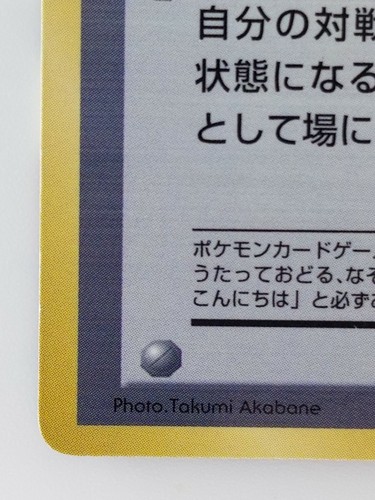 自分の対戦
状態になる
として場に
ポケモンカードゲー
うたっておどる、なぞ
こんにちは」と必ず
Photo.Takumi Akabane